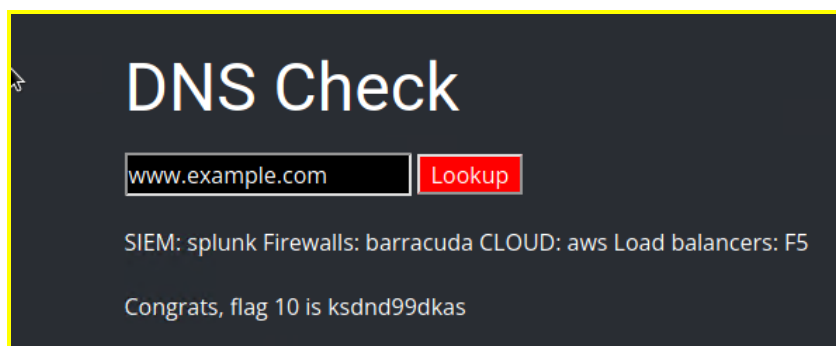 DNS Check
www.example.com Lookup
SIEM: splunk Firewalls: barracuda CLOUD: aws Load balancers: F5
Congrats, flag 10 is ksdnd99dkas